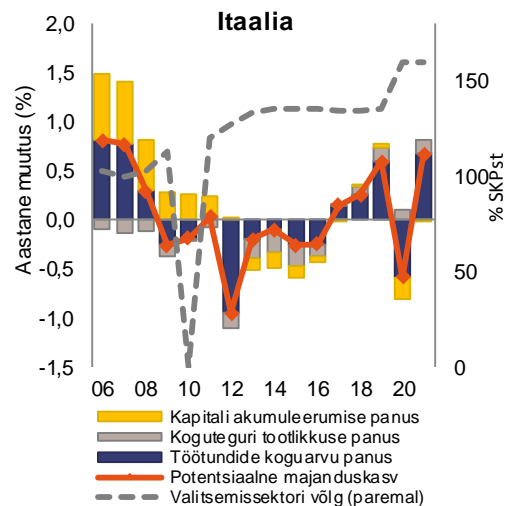 Itaalia
Aastane muutus (%)
2,0
1,5
1,0
0,5
0,0
-0,5
-1,0
-1,5
150
100
50
0
% SKPst
06 08 10 12 14 16 18 20
Kapitali akumuleerumise panus
Koguteguri tootlikkuse panus
Töötundide koguarvu panus
Potentsiaalne majanduskasv
Valitsemissektori võlg (paremal)